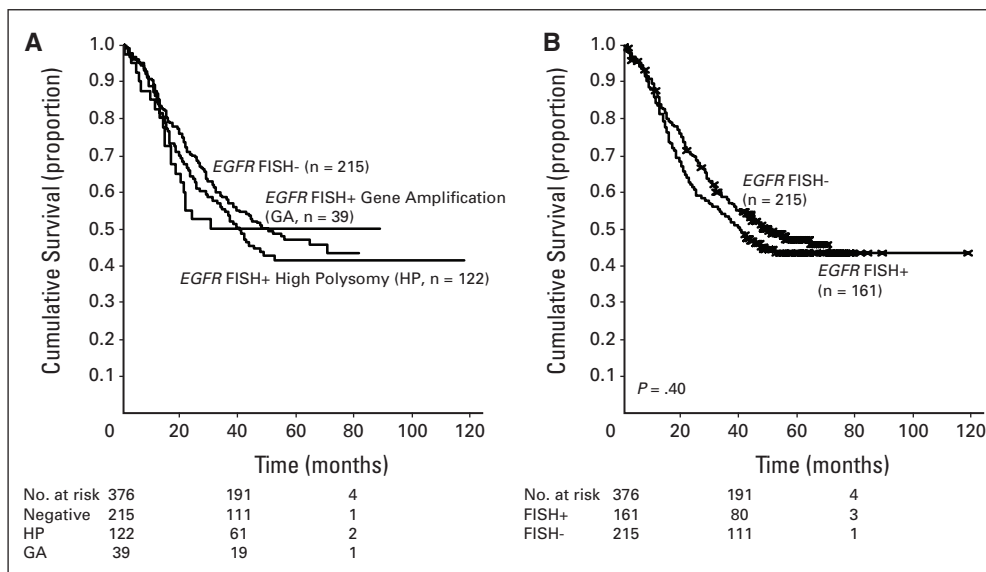 A
Cumulative Survival (proportion)
1.0
0.9
0.8
0.7
0.6
0.5
0.4
0.3
0.2
0.1
EGFR FISH- (n = 215)
EGFR FISH+ Gene Amplification
(GA, n = 39)
EGFR FISH+ High Polysomy (HP, n = 122)
0 20 40 60 80 100 120
Time (months)
No. at risk 376 191 4
Negative 215 111 1
HP 122 61 2
GA 39 19 1
B
Cumulative Survival (proportion)
1.0
0.9
0.8
0.7
0.6
0.5
0.4
0.3
0.2
0.1
EGFR FISH-
(n = 215)
EGFR FISH+
(n = 161)
P = .40
0 20 40 60 80 100 120
Time (months)
No. at risk 376 191 4
FISH+ 161 80 3
FISH- 215 111 1